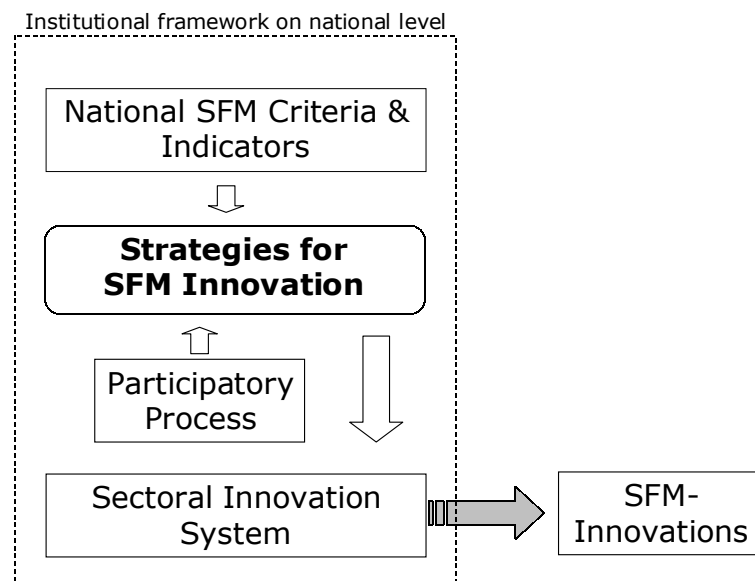 Institutional framework on national level
National SFM Criteria &
Indicators
Strategies for
SFM Innovation
Participatory
Process
Sectoral Innovation
System
SFM-
Innovations